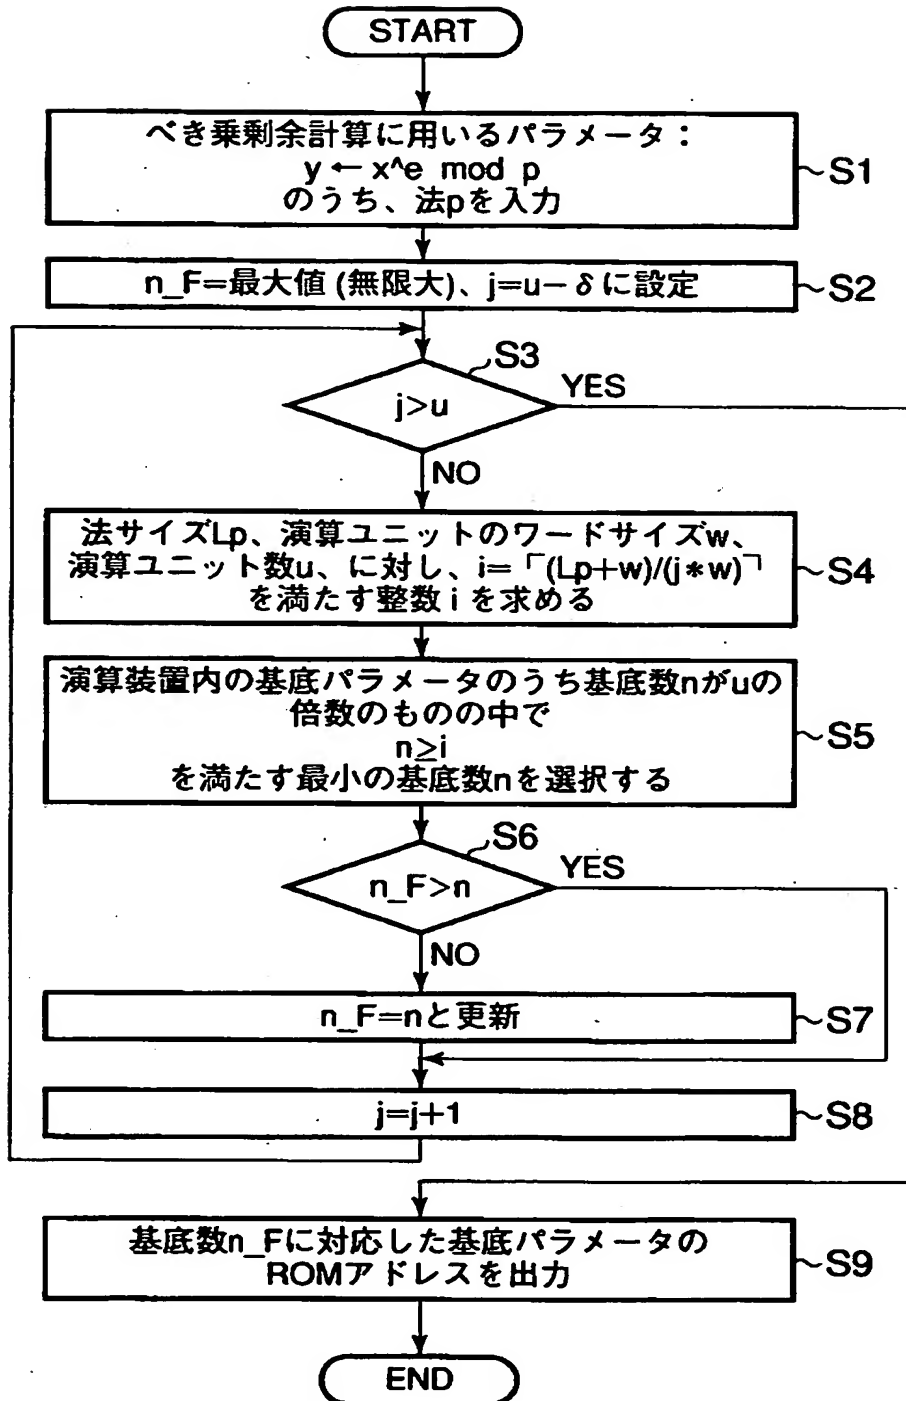 START
べき乗剰余計算に用いるパラメータ：
y ← x^e mod p
のうち、法pを入力
S1
n_F=最大値 (無限大)、j=u−δに設定
S2
S3
j>u
YES
NO
法サイズLp、演算ユニットのワードサイズw、
演算ユニット数u、に対し、i=「(Lp+w)/(j*w)┐
を満たす整数 i を求める
S4
演算装置内の基底パラメータのうち基底数nがuの
倍数のものの中で
n≥i
を満たす最小の基底数nを選択する
S5
S6
n_F>n
YES
NO
n_F=nと更新
S7
j=j+1
S8
基底数n_Fに対応した基底パラメータの
ROMアドレスを出力
S9
END